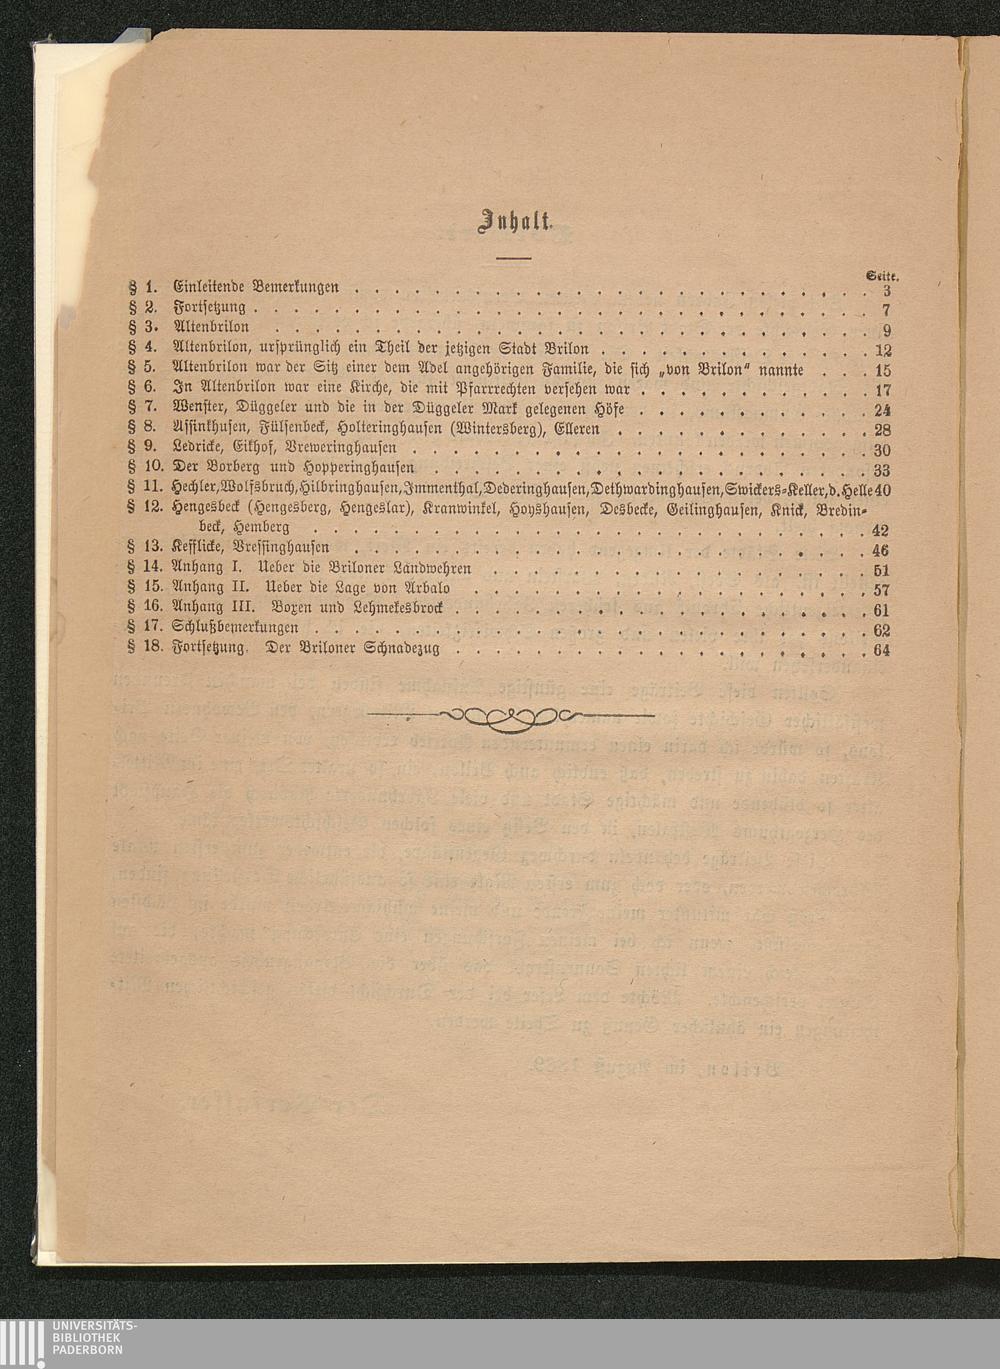 Inhalt.
Seite.
§ 1. Einleitende Bemerkungen . . . 3
§ 2. Fortsetzung . . . 7
§ 3. Altenbrilon . . . 9
§ 4. Altenbrilon, ursprünglich ein Theil der jetzigen Stadt Brilon . . . 12
§ 5. Altenbrilon war der Sitz einer dem Adel angehörigen Familie, die sich „von Brilon“ nannte . . . 15
§ 6. In Altenbrilon war eine Kirche, die mit Pfarrrechten versehen war . . . 17
§ 7. Wenster, Düggeler und die in der Düggeler Mark gelegenen Höfe . . . 24
§ 8. Assinkhusen, Fülsenbeck, Holteringhausen (Wintersberg), Elleren . . . 28
§ 9. Ledricke, Eikhof, Breweringhausen . . . 30
§ 10. Der Borberg und Hopperinghausen . . . 33
§ 11. Hechler, Wolfsbruch, Hilbringhausen, Immenthal, Dederinghausen, Dethwardinghausen, Swickers-Keller, d. Helle 40
§ 12. Hengesbeck (Hengesberg, Hengeslar), Kranwinkel, Hoyshausen, Desbecke, Geilinghausen, Knick, Bredin-
beck, Hemberg . . . 42
§ 13. Kefflicke, Bressinghausen . . . 46
§ 14. Anhang I. Ueber die Briloner Landwehren . . . 51
§ 15. Anhang II. Ueber die Lage von Arbalo . . . 57
§ 16. Anhang III. Boxen und Lehmekesbrock . . . 61
§ 17. Schlußbemerkungen . . . 62
§ 18. Fortsetzung. Der Briloner Schnadezug . . . 64
UNIVERSITÄTS-
BIBLIOTHEK
PADERBORN